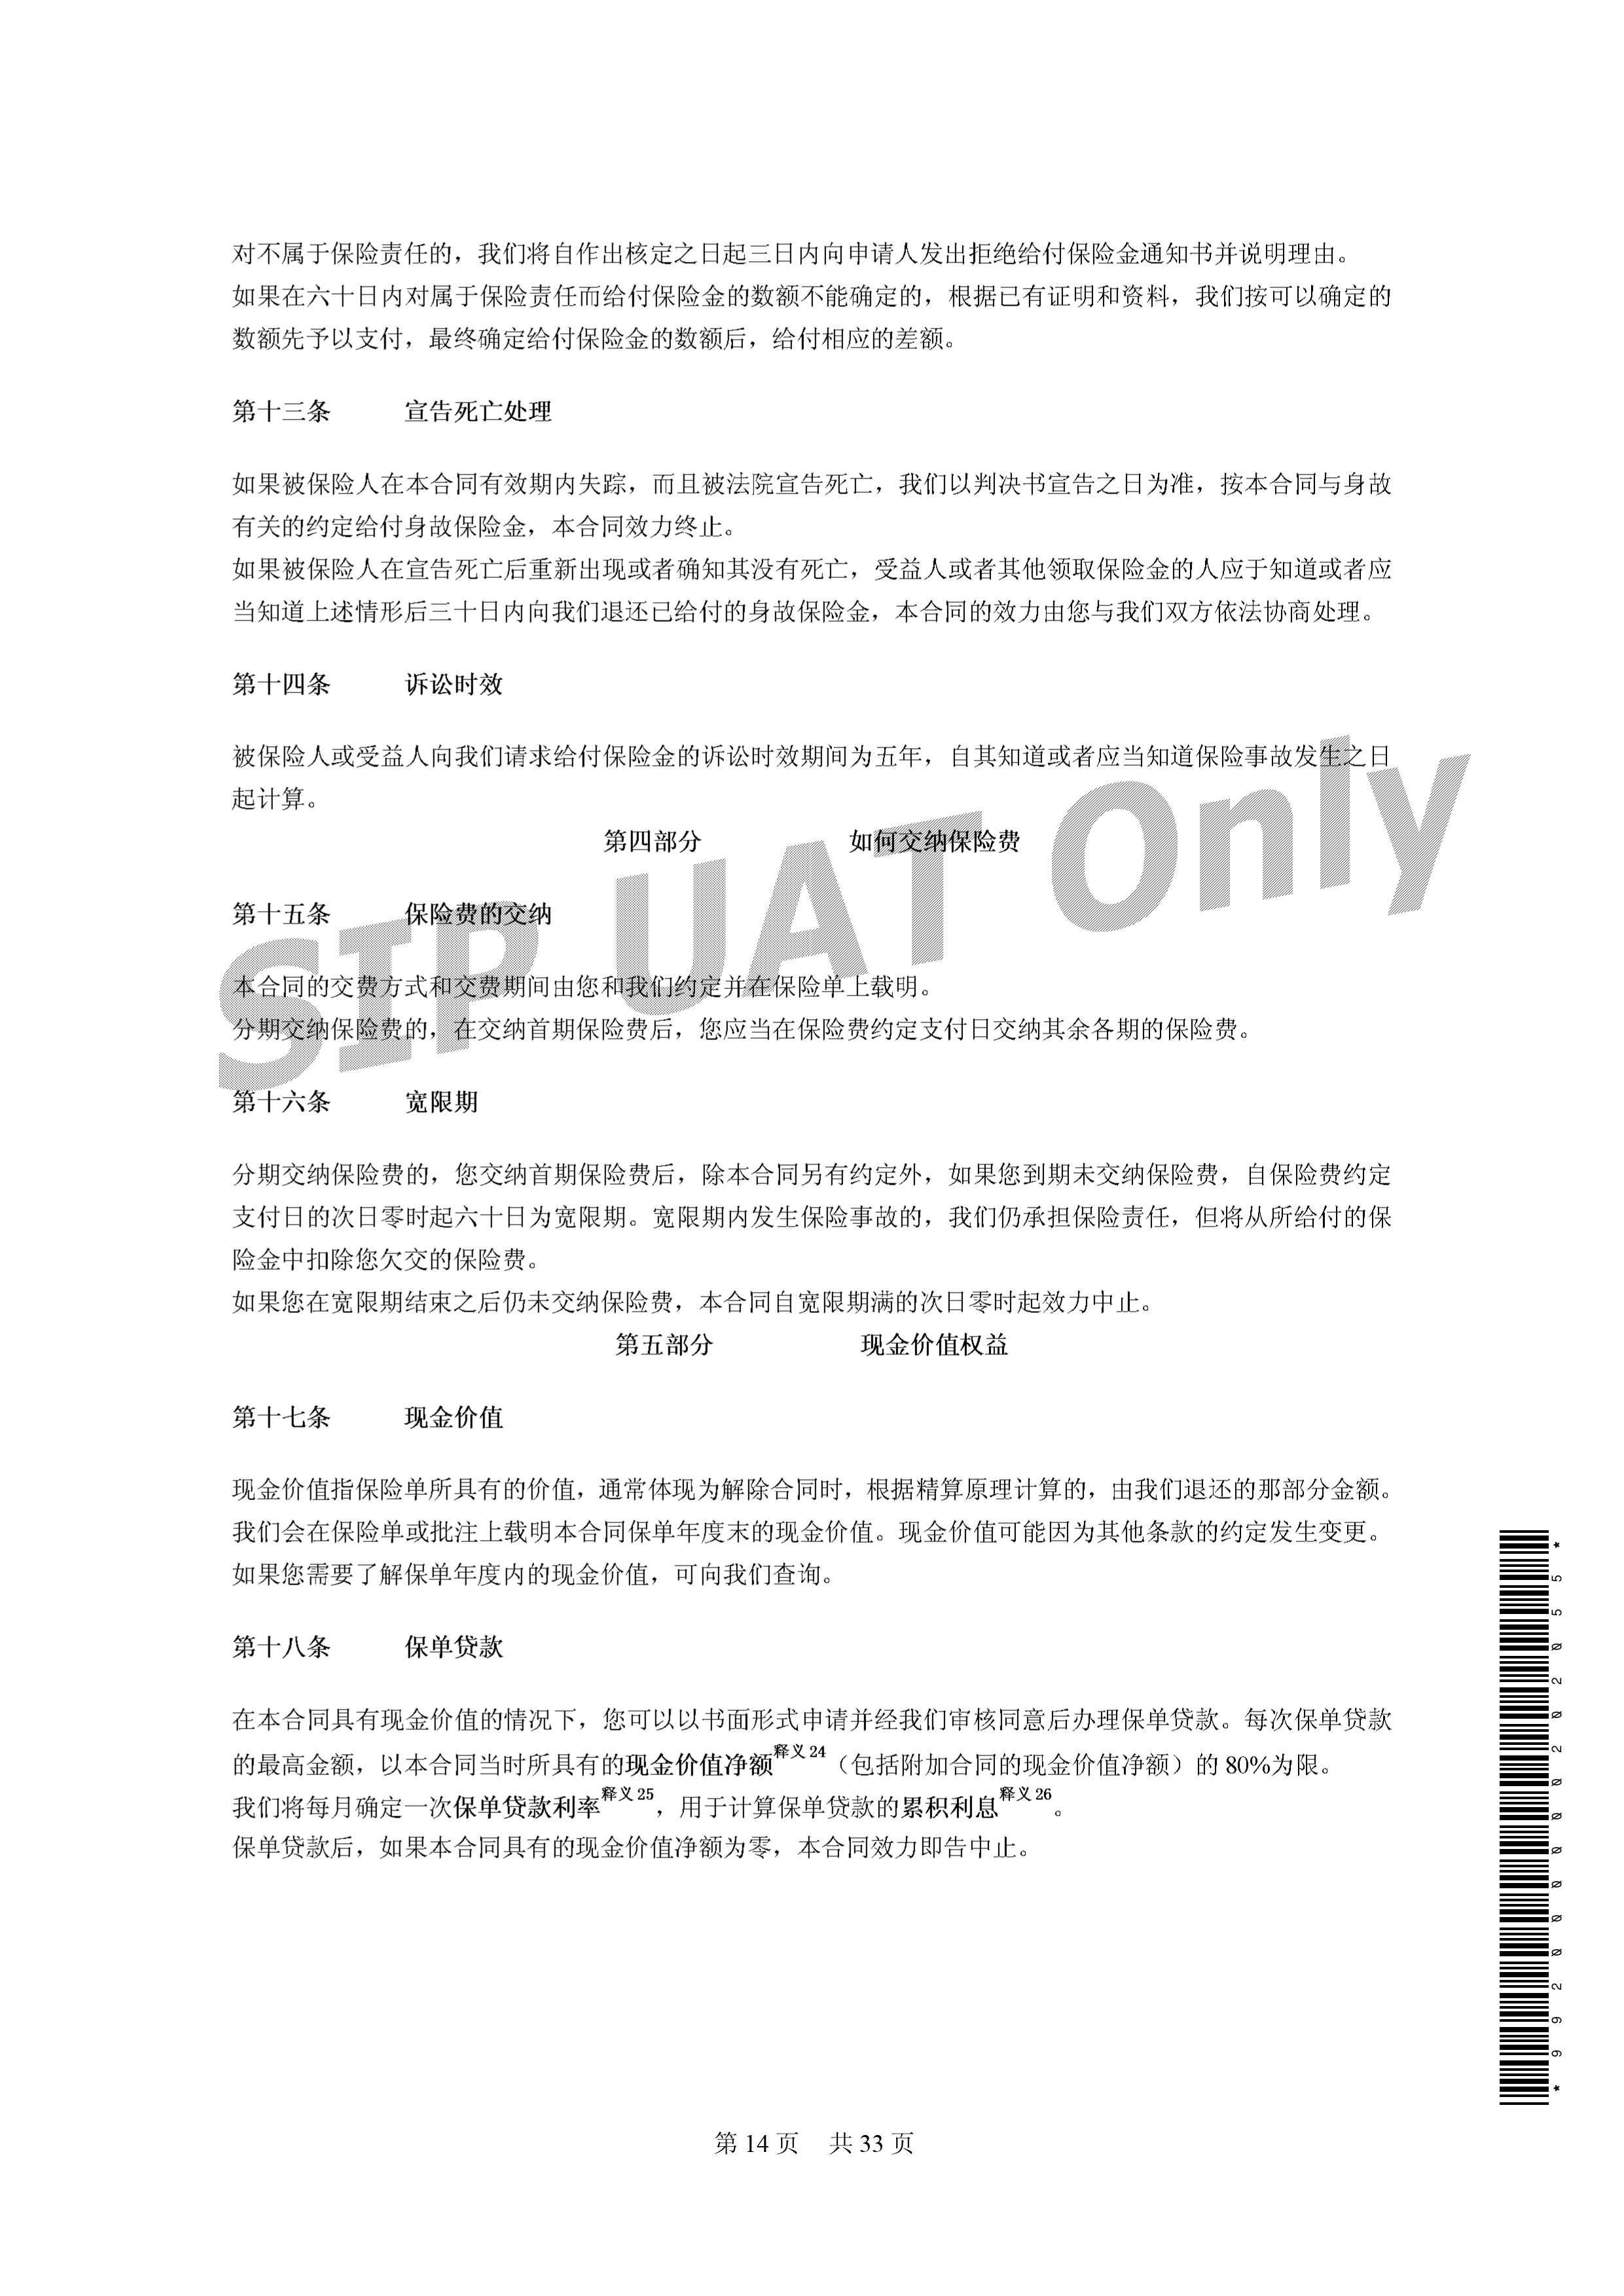 对不属于保险责任的，我们将自作出核定之日起三日内向申请人发出拒绝给付保险金通知书并说明理由。
如果在六十日内对属于保险责任而给付保险金的数额不能确定的，根据已有证明和资料，我们按可以确定的
数额先予以支付，最终确定给付保险金的数额后，给付相应的差额。
第十三条 宣告死亡处理
如果被保险人在本合同有效期内失踪，而且被法院宣告死亡，我们以判决书宣告之日为准，按本合同与身故
有关的约定给付身故保险金，本合同效力终止。
如果被保险人在宣告死亡后重新出现或者确知其没有死亡，受益人或者其他领取保险金的人应于知道或者应
当知道上述情形后三十日内向我们退还已给付的身故保险金，本合同的效力由您与我们双方依法协商处理。
第十四条 诉讼时效
被保险人或受益人向我们请求给付保险金的诉讼时效期间为五年，自其知道或者应当知道保险事故发生之日
起计算。
第四部分 如何交纳保险费
第十五条 保险费的交纳
本合同的交费方式和交费期间由您和我们约定并在保险单上载明。
分期交纳保险费的，在交纳首期保险费后，您应当在保险费约定支付日交纳其余各期的保险费。
SIP UAT Only
第十六条 宽限期
分期交纳保险费的，您交纳首期保险费后，除本合同另有约定外，如果您到期未交纳保险费，自保险费约定
支付日的次日零时起六十日为宽限期。宽限期内发生保险事故的，我们仍承担保险责任，但将从所给付的保
险金中扣除您欠交的保险费。
如果您在宽限期结束之后仍未交纳保险费，本合同自宽限期满的次日零时起效力中止。
第五部分 现金价值权益
第十七条 现金价值
现金价值指保险单所具有的价值，通常体现为解除合同时，根据精算原理计算的，由我们退还的那部分金额。
我们会在保险单或批注上载明本合同保单年度末的现金价值。现金价值可能因为其他条款的约定发生变更。
如果您需要了解保单年度内的现金价值，可向我们查询。
第十八条 保单贷款
在本合同具有现金价值的情况下，您可以以书面形式申请并经我们审核同意后办理保单贷款。每次保单贷款
的最高金额，以本合同当时所具有的现金价值净额释义24（包括附加合同的现金价值净额）的 80%为限。
我们将每月确定一次保单贷款利率释义25，用于计算保单贷款的累积利息释义26。
保单贷款后，如果本合同具有的现金价值净额为零，本合同效力即告中止。
*992000002020255*
第 14 页 共 33 页